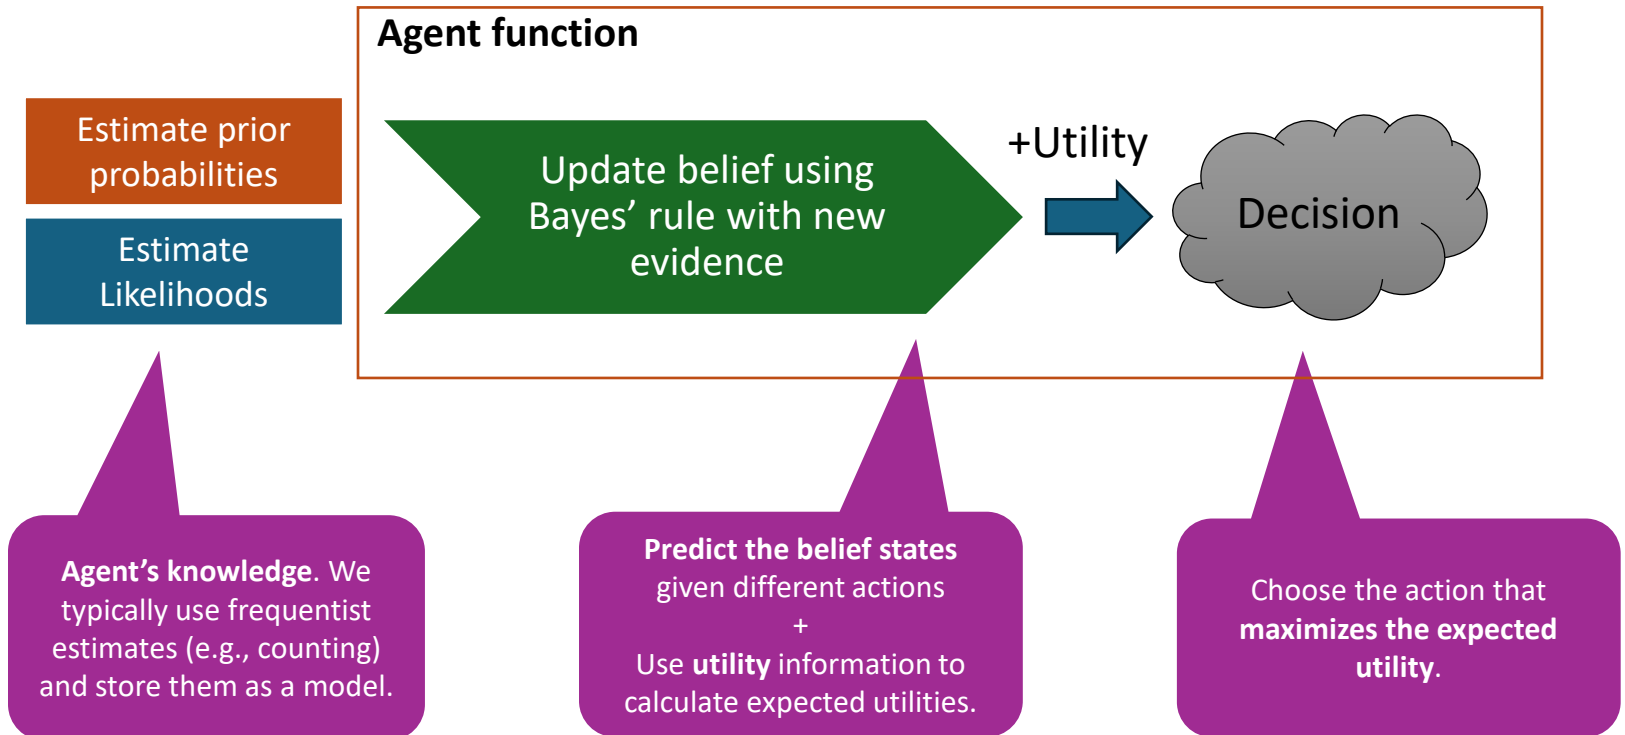 Agent function
Estimate prior
probabilities
Estimate
Likelihoods
Update belief using
Bayes’ rule with new
evidence
+Utility
Decision
Agent’s knowledge. We
typically use frequentist
estimates (e.g., counting)
and store them as a model.
Predict the belief states
given different actions
+
Use utility information to
calculate expected utilities.
Choose the action that
maximizes the expected
utility.